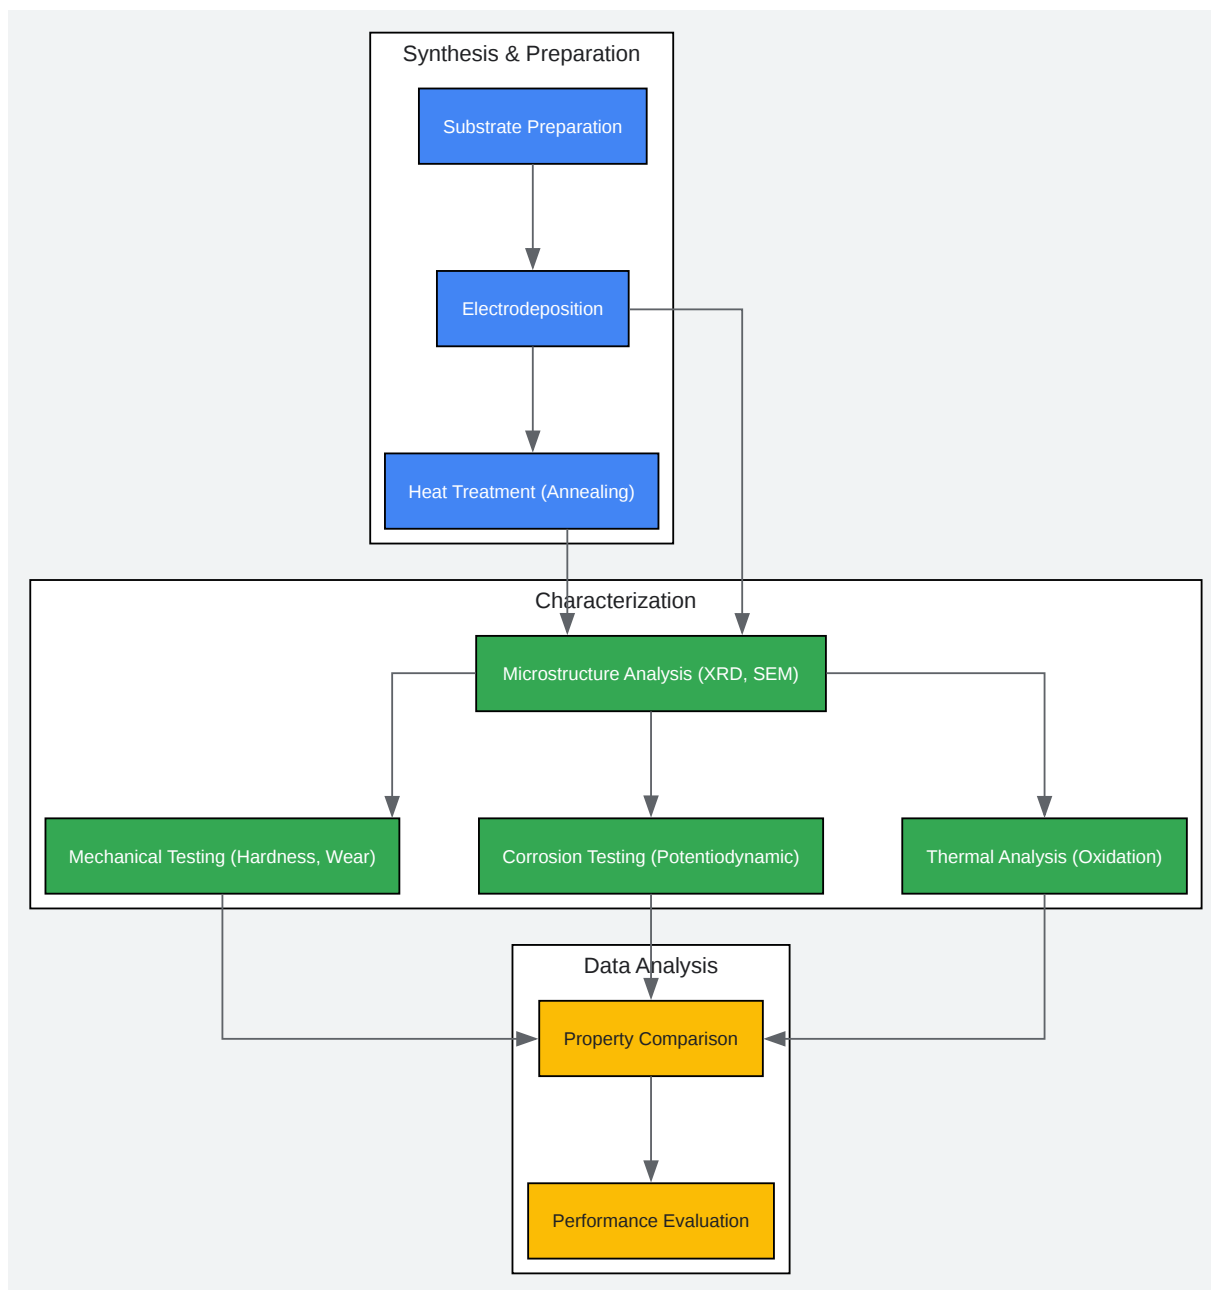 Synthesis & Preparation
Substrate Preparation
Electrodeposition
Heat Treatment (Annealing)
Characterization
Microstructure Analysis (XRD, SEM)
Mechanical Testing (Hardness, Wear)
Corrosion Testing (Potentiodynamic)
Thermal Analysis (Oxidation)
Data Analysis
Property Comparison
Performance Evaluation